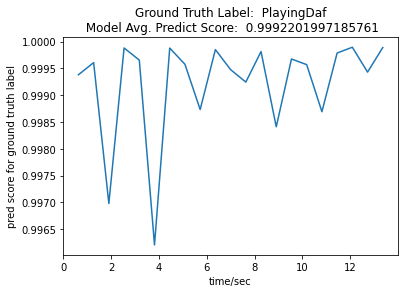 Ground Truth Label:  PlayingDaf
Model Avg. Predict Score:  0.9992201997185761
1.0000
0.9995
0.9990
0.9985
0.9980
0.9975
0.9970
0.9965
pred score for ground truth label
0 2 4 6 8 10 12
time/sec